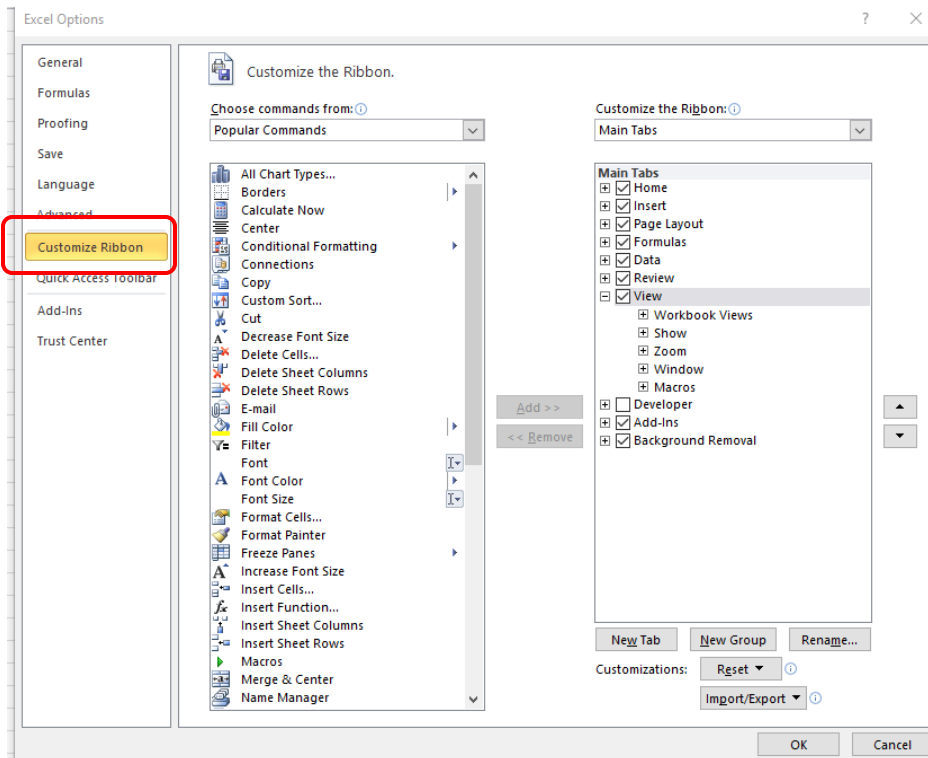 Excel Options
?
General
Formulas
Proofing
Save
Language
Advanced
Customize Ribbon
Quick Access Toolbar
Add-Ins
Trust Center
Customize the Ribbon.
Choose commands from:
Popular Commands
All Chart Types...
Borders
Calculate Now
Center
Conditional Formatting
Connections
Copy
Custom Sort...
Cut
Decrease Font Size
Delete Cells...
Delete Sheet Columns
Delete Sheet Rows
E-mail
Fill Color
Filter
Font
Font Color
Font Size
Format Cells...
Format Painter
Freeze Panes
Increase Font Size
Insert Cells...
Insert Function...
Insert Sheet Columns
Insert Sheet Rows
Macros
Merge & Center
Name Manager
Add >>
<< Remove
Customize the Ribbon:
Main Tabs
Main Tabs
Home
Insert
Page Layout
Formulas
Data
Review
View
Workbook Views
Show
Zoom
Window
Macros
Developer
Add-Ins
Background Removal
New Tab New Group Rename...
Customizations: Reset
Import/Export
OK Cancel